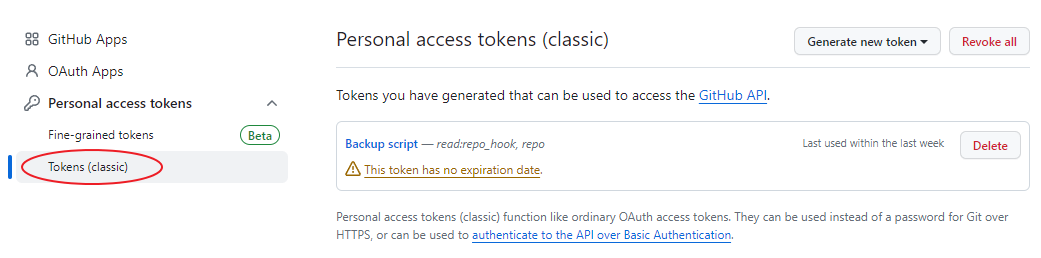 GitHub Apps
OAuth Apps
Personal access tokens
Fine-grained tokens Beta
Tokens (classic)
Personal access tokens (classic) Generate new token Revoke all
Tokens you have generated that can be used to access the GitHub API.
Backup script — read:repo_hook, repo Last used within the last week Delete
This token has no expiration date.
Personal access tokens (classic) function like ordinary OAuth access tokens. They can be used instead of a password for Git over
HTTPS, or can be used to authenticate to the API over Basic Authentication.